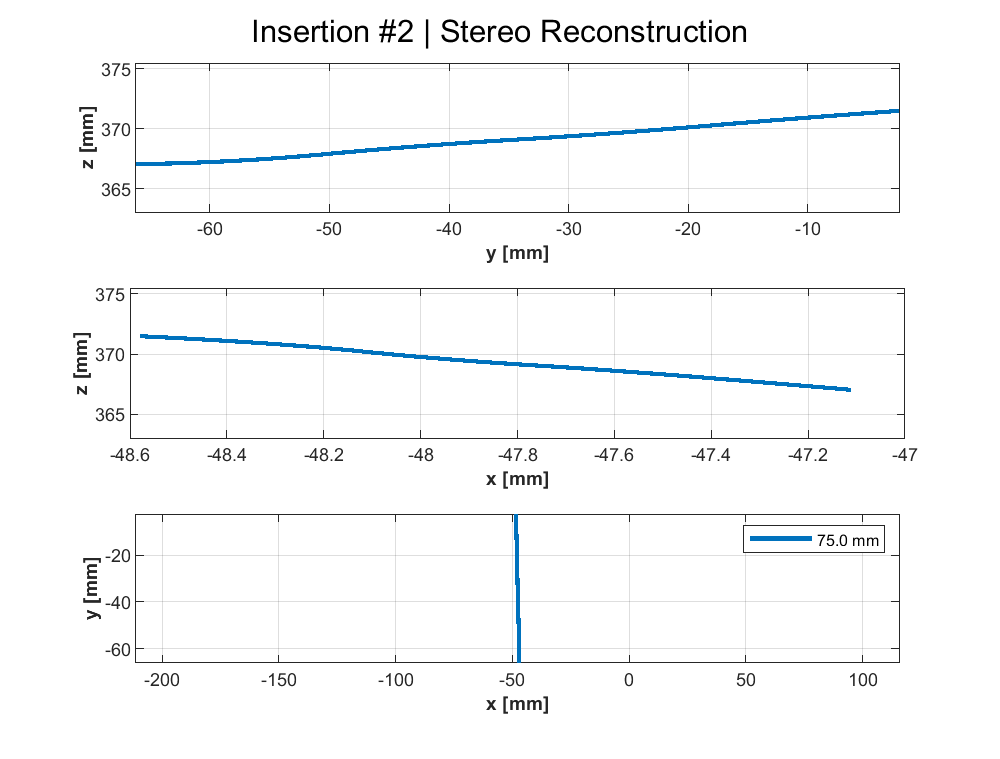 Insertion #2 | Stereo Reconstruction
375
370
365
z [mm]
-60 -50 -40 -30 -20 -10
y [mm]
375
370
365
z [mm]
-48.6 -48.4 -48.2 -48 -47.8 -47.6 -47.4 -47.2 -47
x [mm]
75.0 mm
-20
-40
-60
y [mm]
-200 -150 -100 -50 0 50 100
x [mm]